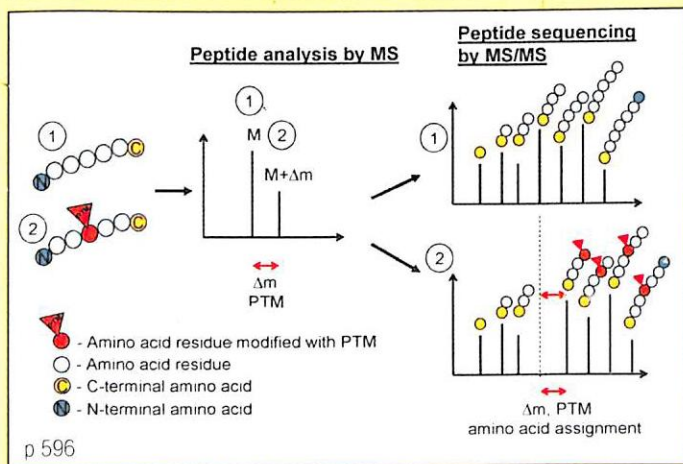 Peptide analysis by MS
Peptide sequencing
by MS/MS
1
N
C
2
N
C
1
M
2
M+Δm
Δm
PTM
1
2
Δm, PTM
amino acid assignment
- Amino acid residue modified with PTM
- Amino acid residue
C - C-terminal amino acid
N - N-terminal amino acid
p 596